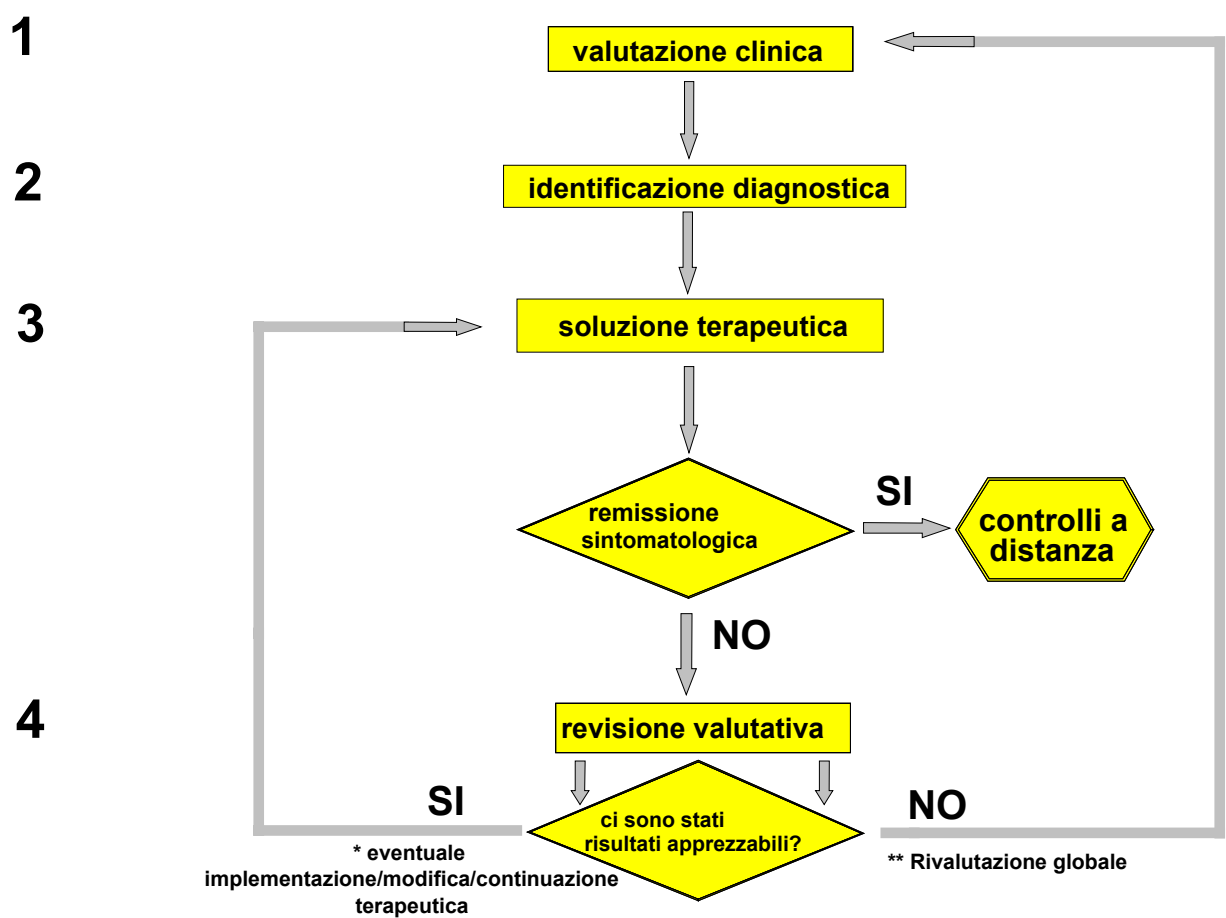 1
valutazione clinica
2
identificazione diagnostica
3
soluzione terapeutica
remissione
sintomatologica
SI
controlli a
distanza
NO
4
revisione valutativa
SI
ci sono stati
risultati apprezzabili?
NO
* eventuale
implementazione/modifica/continuazione
terapeutica
** Rivalutazione globale